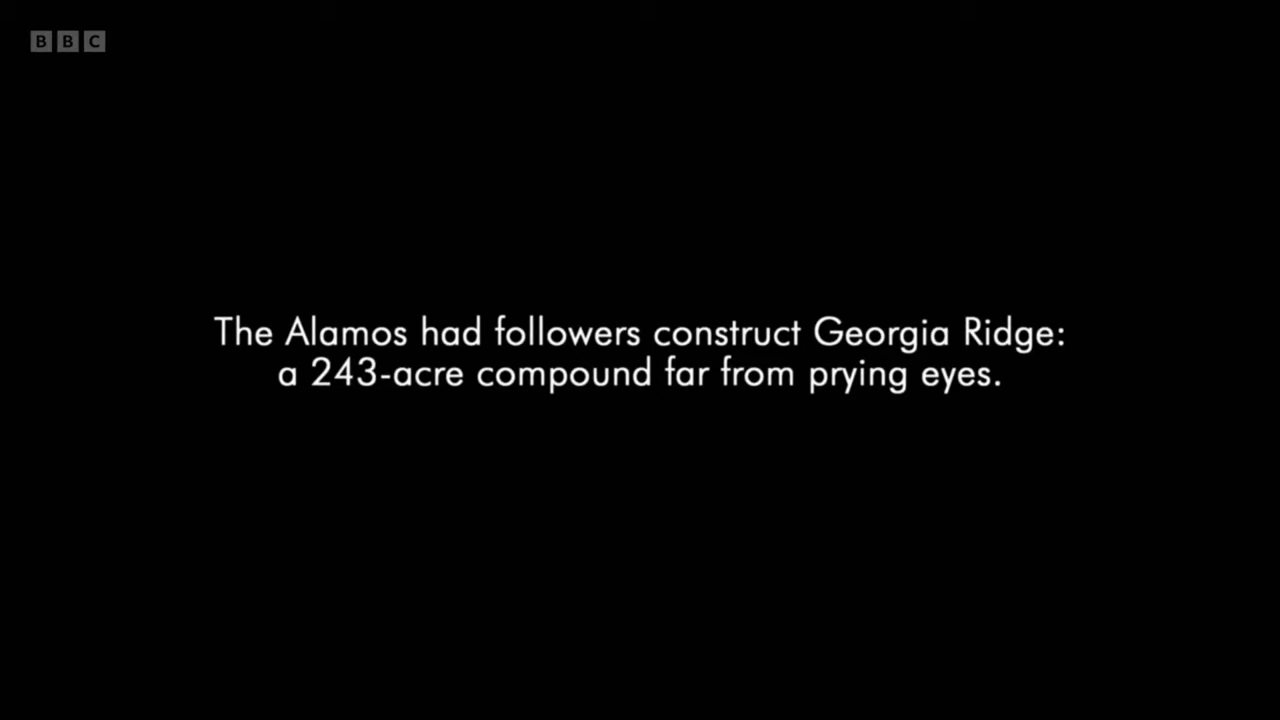 BBC
The Alamos had followers construct Georgia Ridge:
a 243-acre compound far from prying eyes.